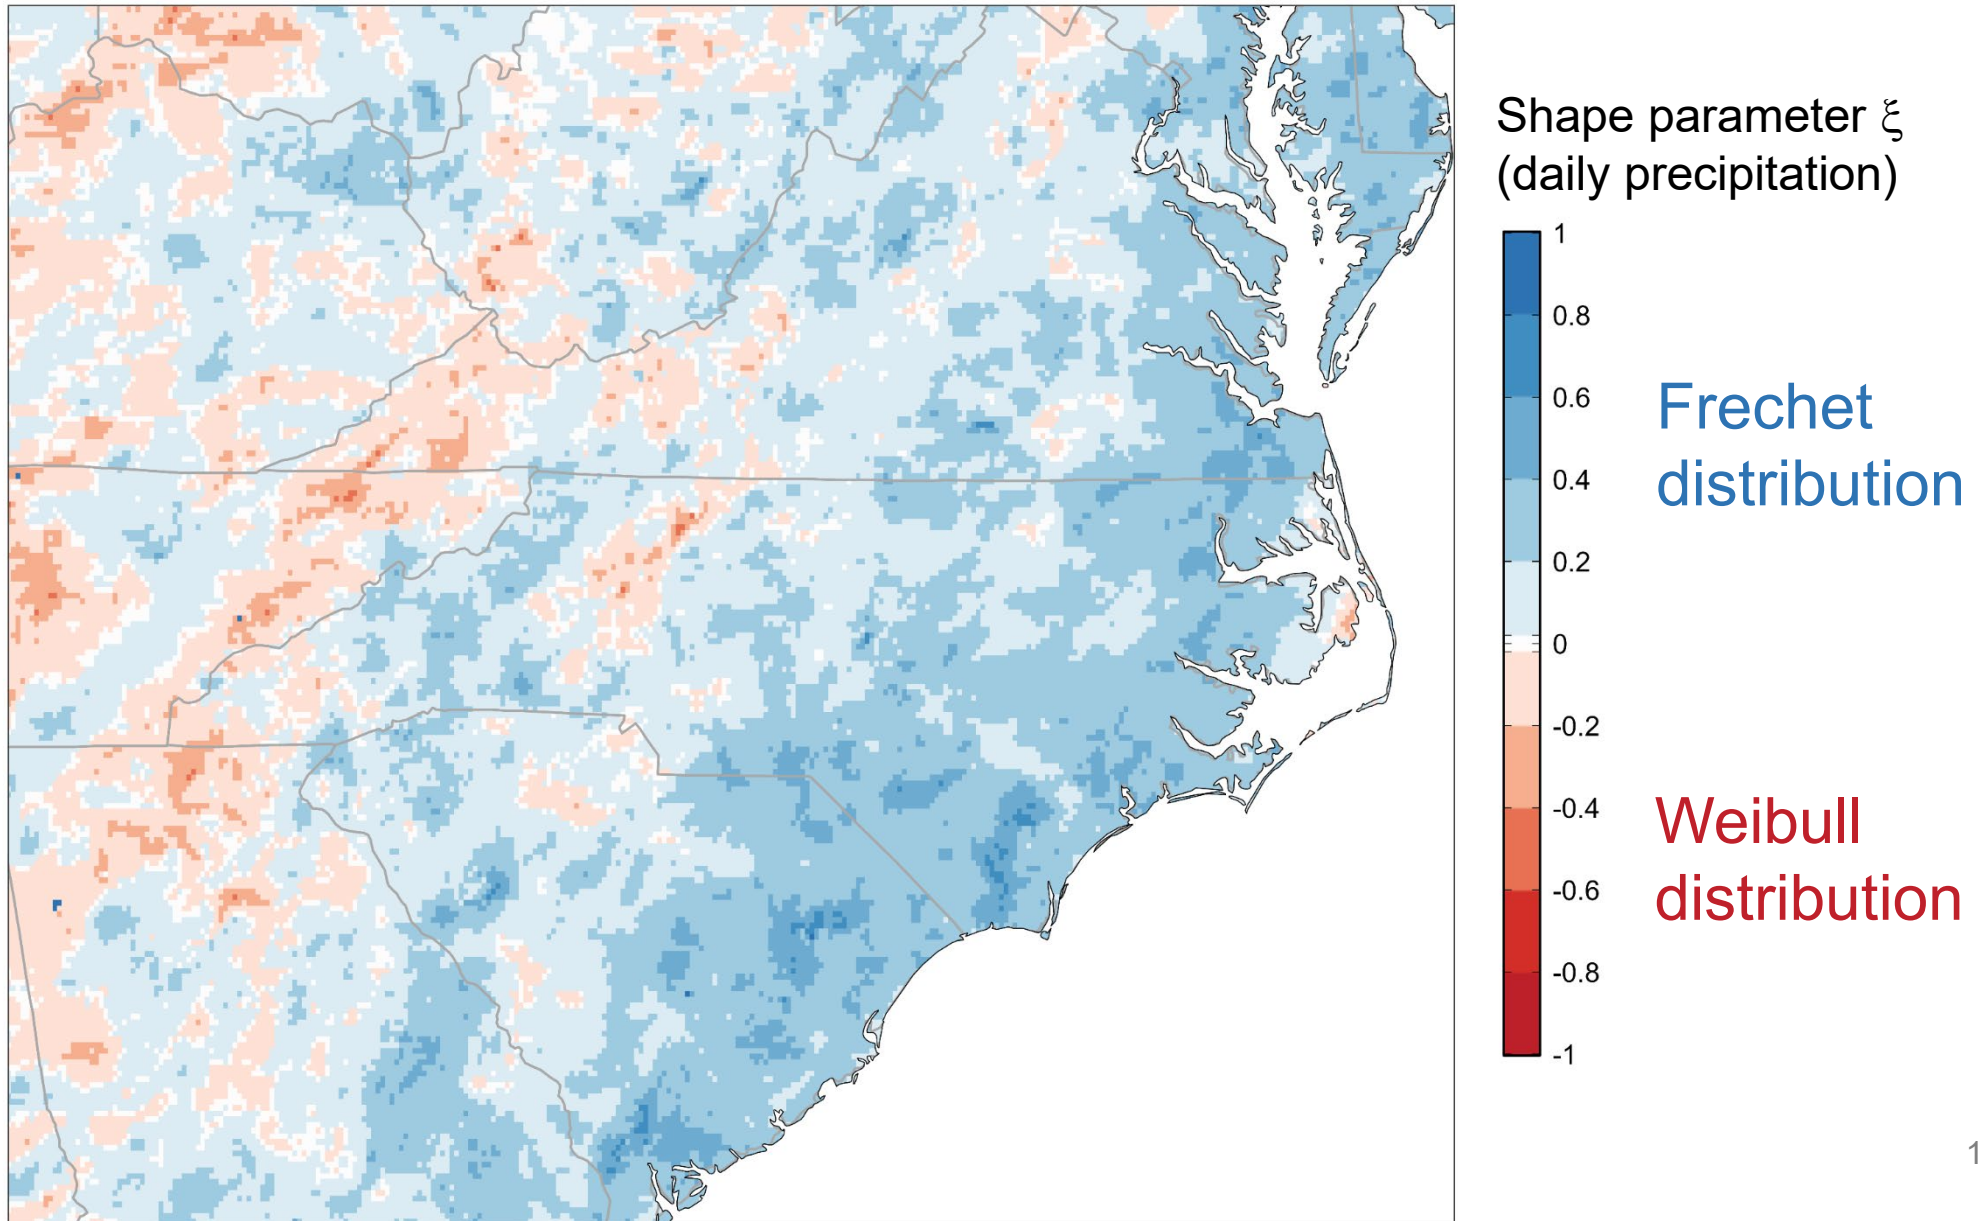 Shape parameter ξ
(daily precipitation)
1
0.8
0.6
0.4
0.2
0
-0.2
-0.4
-0.6
-0.8
-1
Frechet
distribution
Weibull
distribution
1